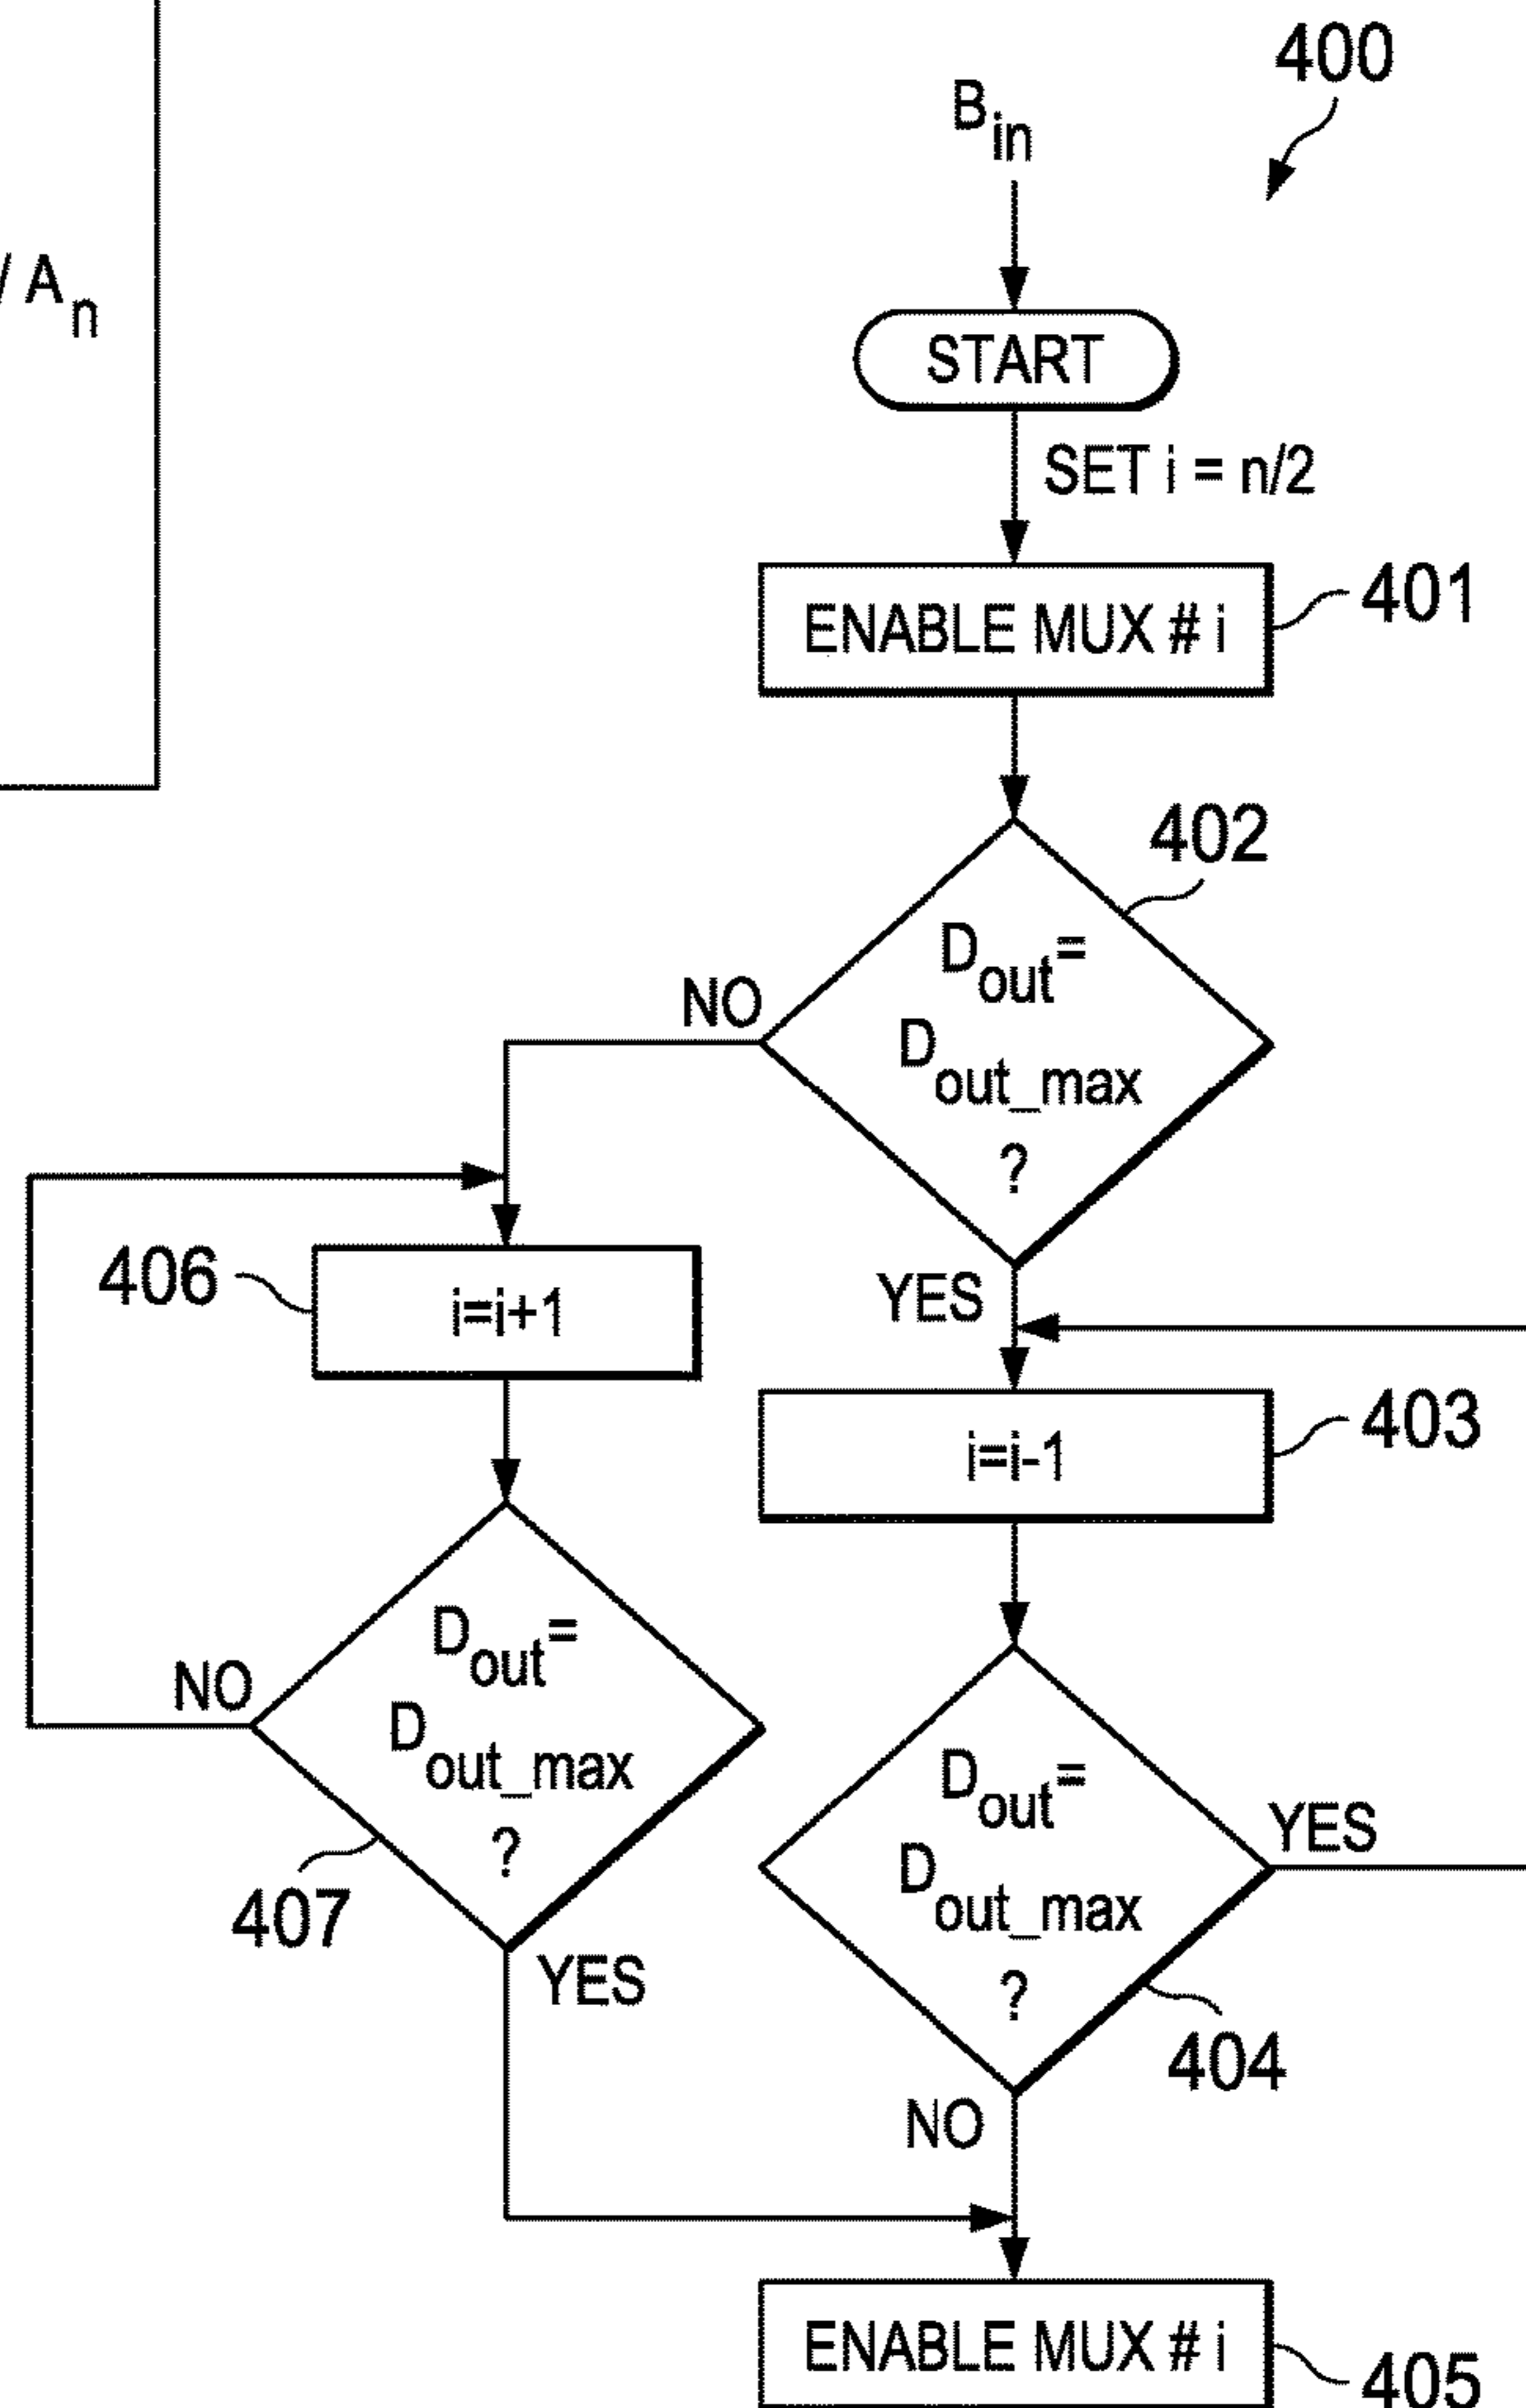 400
B_in
/ A_n
START
SET i = n/2
ENABLE MUX # i
401
402
D_out =
D_out_max
?
NO
YES
406
i=i+1
403
i=i-1
D_out =
D_out_max
?
NO
YES
407
D_out =
D_out_max
?
YES
NO
404
ENABLE MUX # i
405